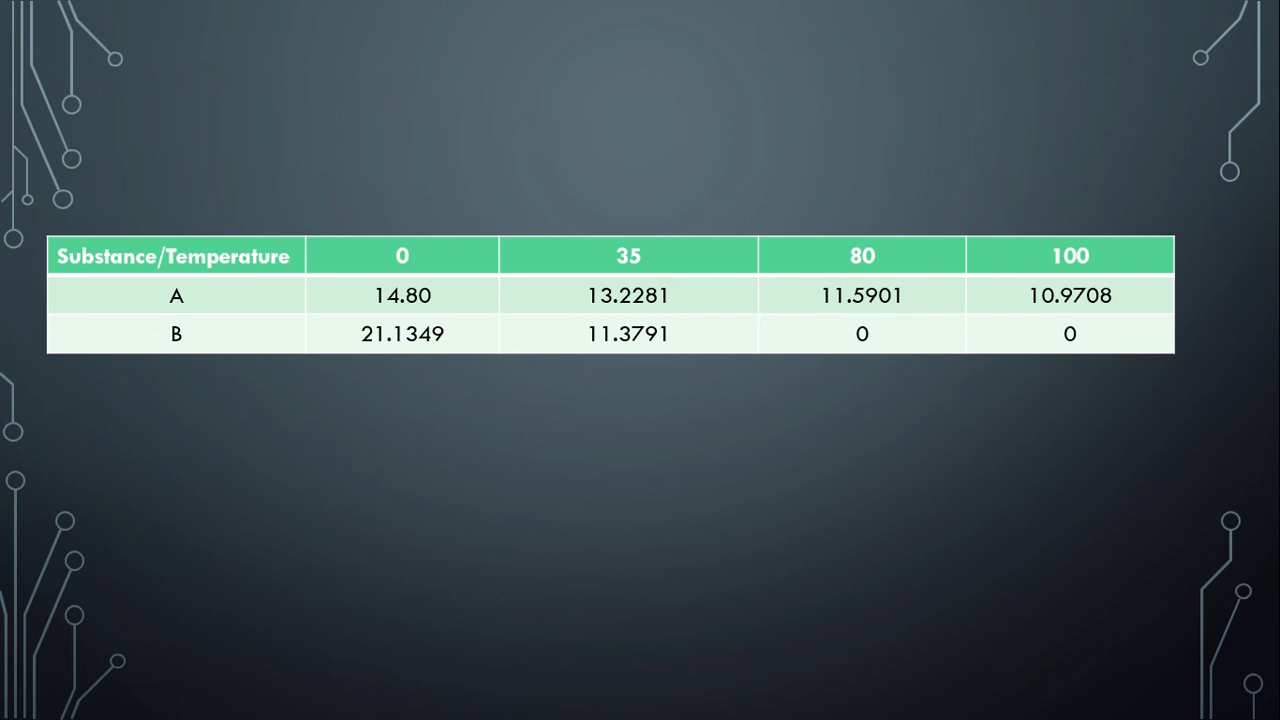 Substance/Temperature 0 35 80 100
A 14.80 13.2281 11.5901 10.9708
B 21.1349 11.3791 0 0